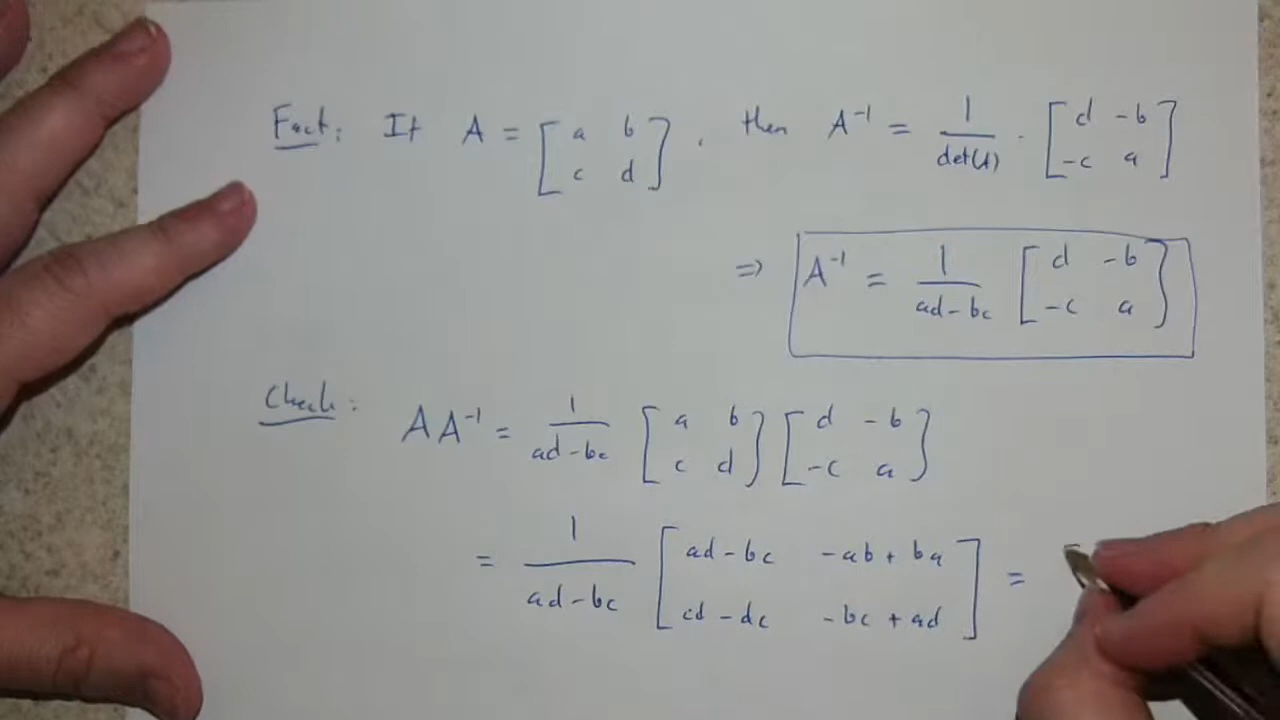 Fact: If A = [ a b ; c d ], then A⁻¹ = 1/det(A) · [ d -b ; -c a ]
⇒ A⁻¹ = 1/(ad-bc) [ d -b ; -c a ]
Check: AA⁻¹ = 1/(ad-bc) [ a b ; c d ] [ d -b ; -c a ]
= 1/(ad-bc) [ ad-bc -ab+ba ; cd-dc -bc+ad ] =